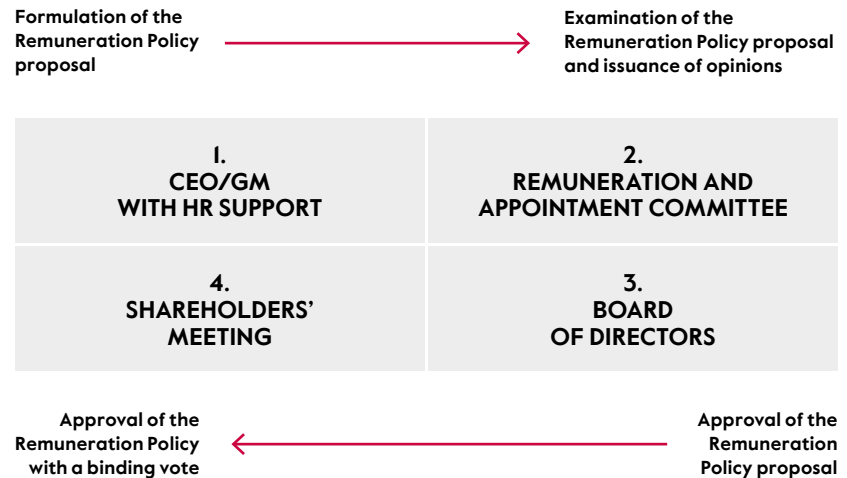 Formulation of the
Remuneration Policy
proposal
Examination of the
Remuneration Policy proposal
and issuance of opinions
1.
CEO/GM
WITH HR SUPPORT
2.
REMUNERATION AND
APPOINTMENT COMMITTEE
4.
SHAREHOLDERS’
MEETING
3.
BOARD
OF DIRECTORS
Approval of the
Remuneration Policy
with a binding vote
Approval of the
Remuneration
Policy proposal